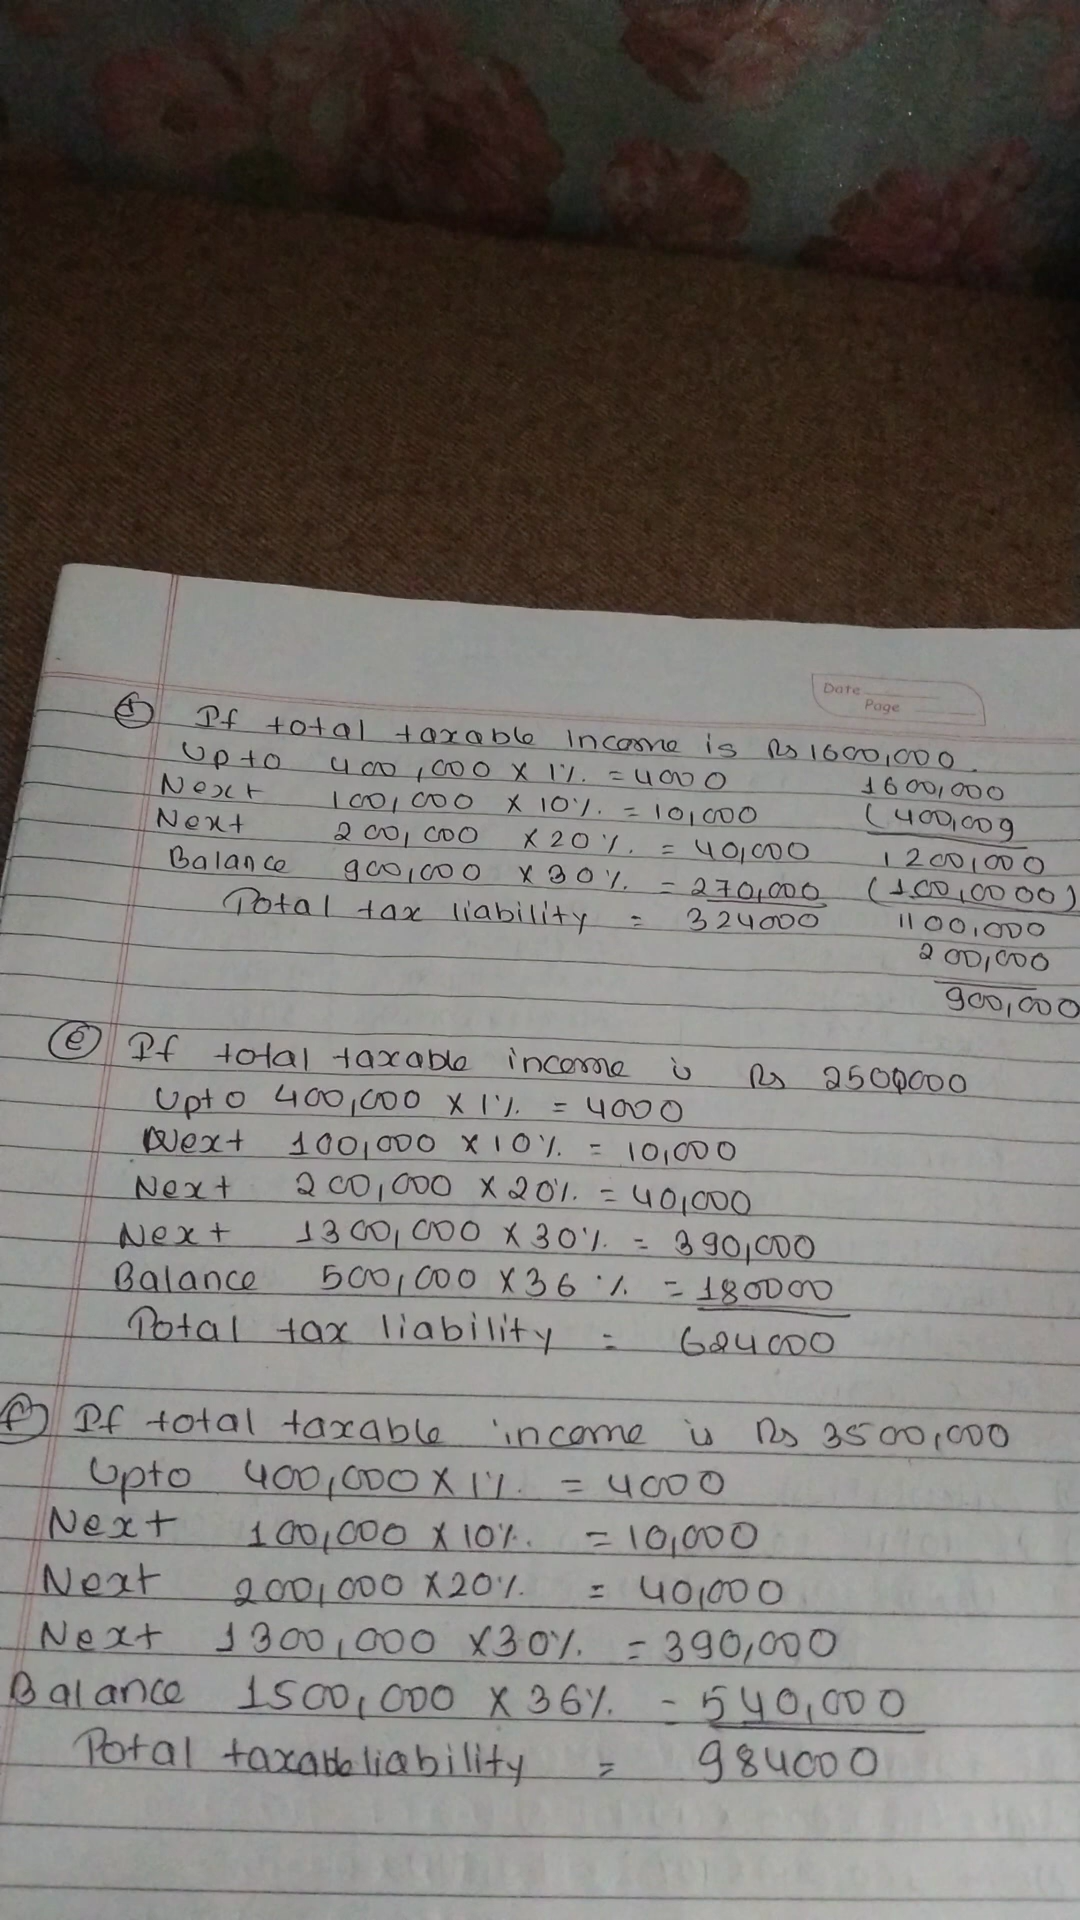 Date
Page
d If total taxable income is Rs 1600,000.
Upto 400,000 x 1% = 4000 1600,000
Next 100,000 x 10% = 10,000 (400,000
Next 200,000 x 20% = 40,000 1200,000
Balance 900,000 x 30% = 270,000 (100,0000)
Total tax liability = 324000 1100,000
200,000
900,000
e If total taxable income is Rs 2500000
Upto 400,000 x 1% = 4000
Next 100,000 x 10% = 10,000
Next 200,000 x 20% = 40,000
Next 1300,000 x 30% = 390,000
Balance 500,000 x 36% = 180000
Total tax liability = 624000
f If total taxable income is Rs 3500,000
Upto 400,000 x 1% = 4000
Next 100,000 x 10% = 10,000
Next 200,000 x 20% = 40,000
Next 1300,000 x 30% = 390,000
Balance 1500,000 x 36% = 540,000
Total taxable liability = 984000